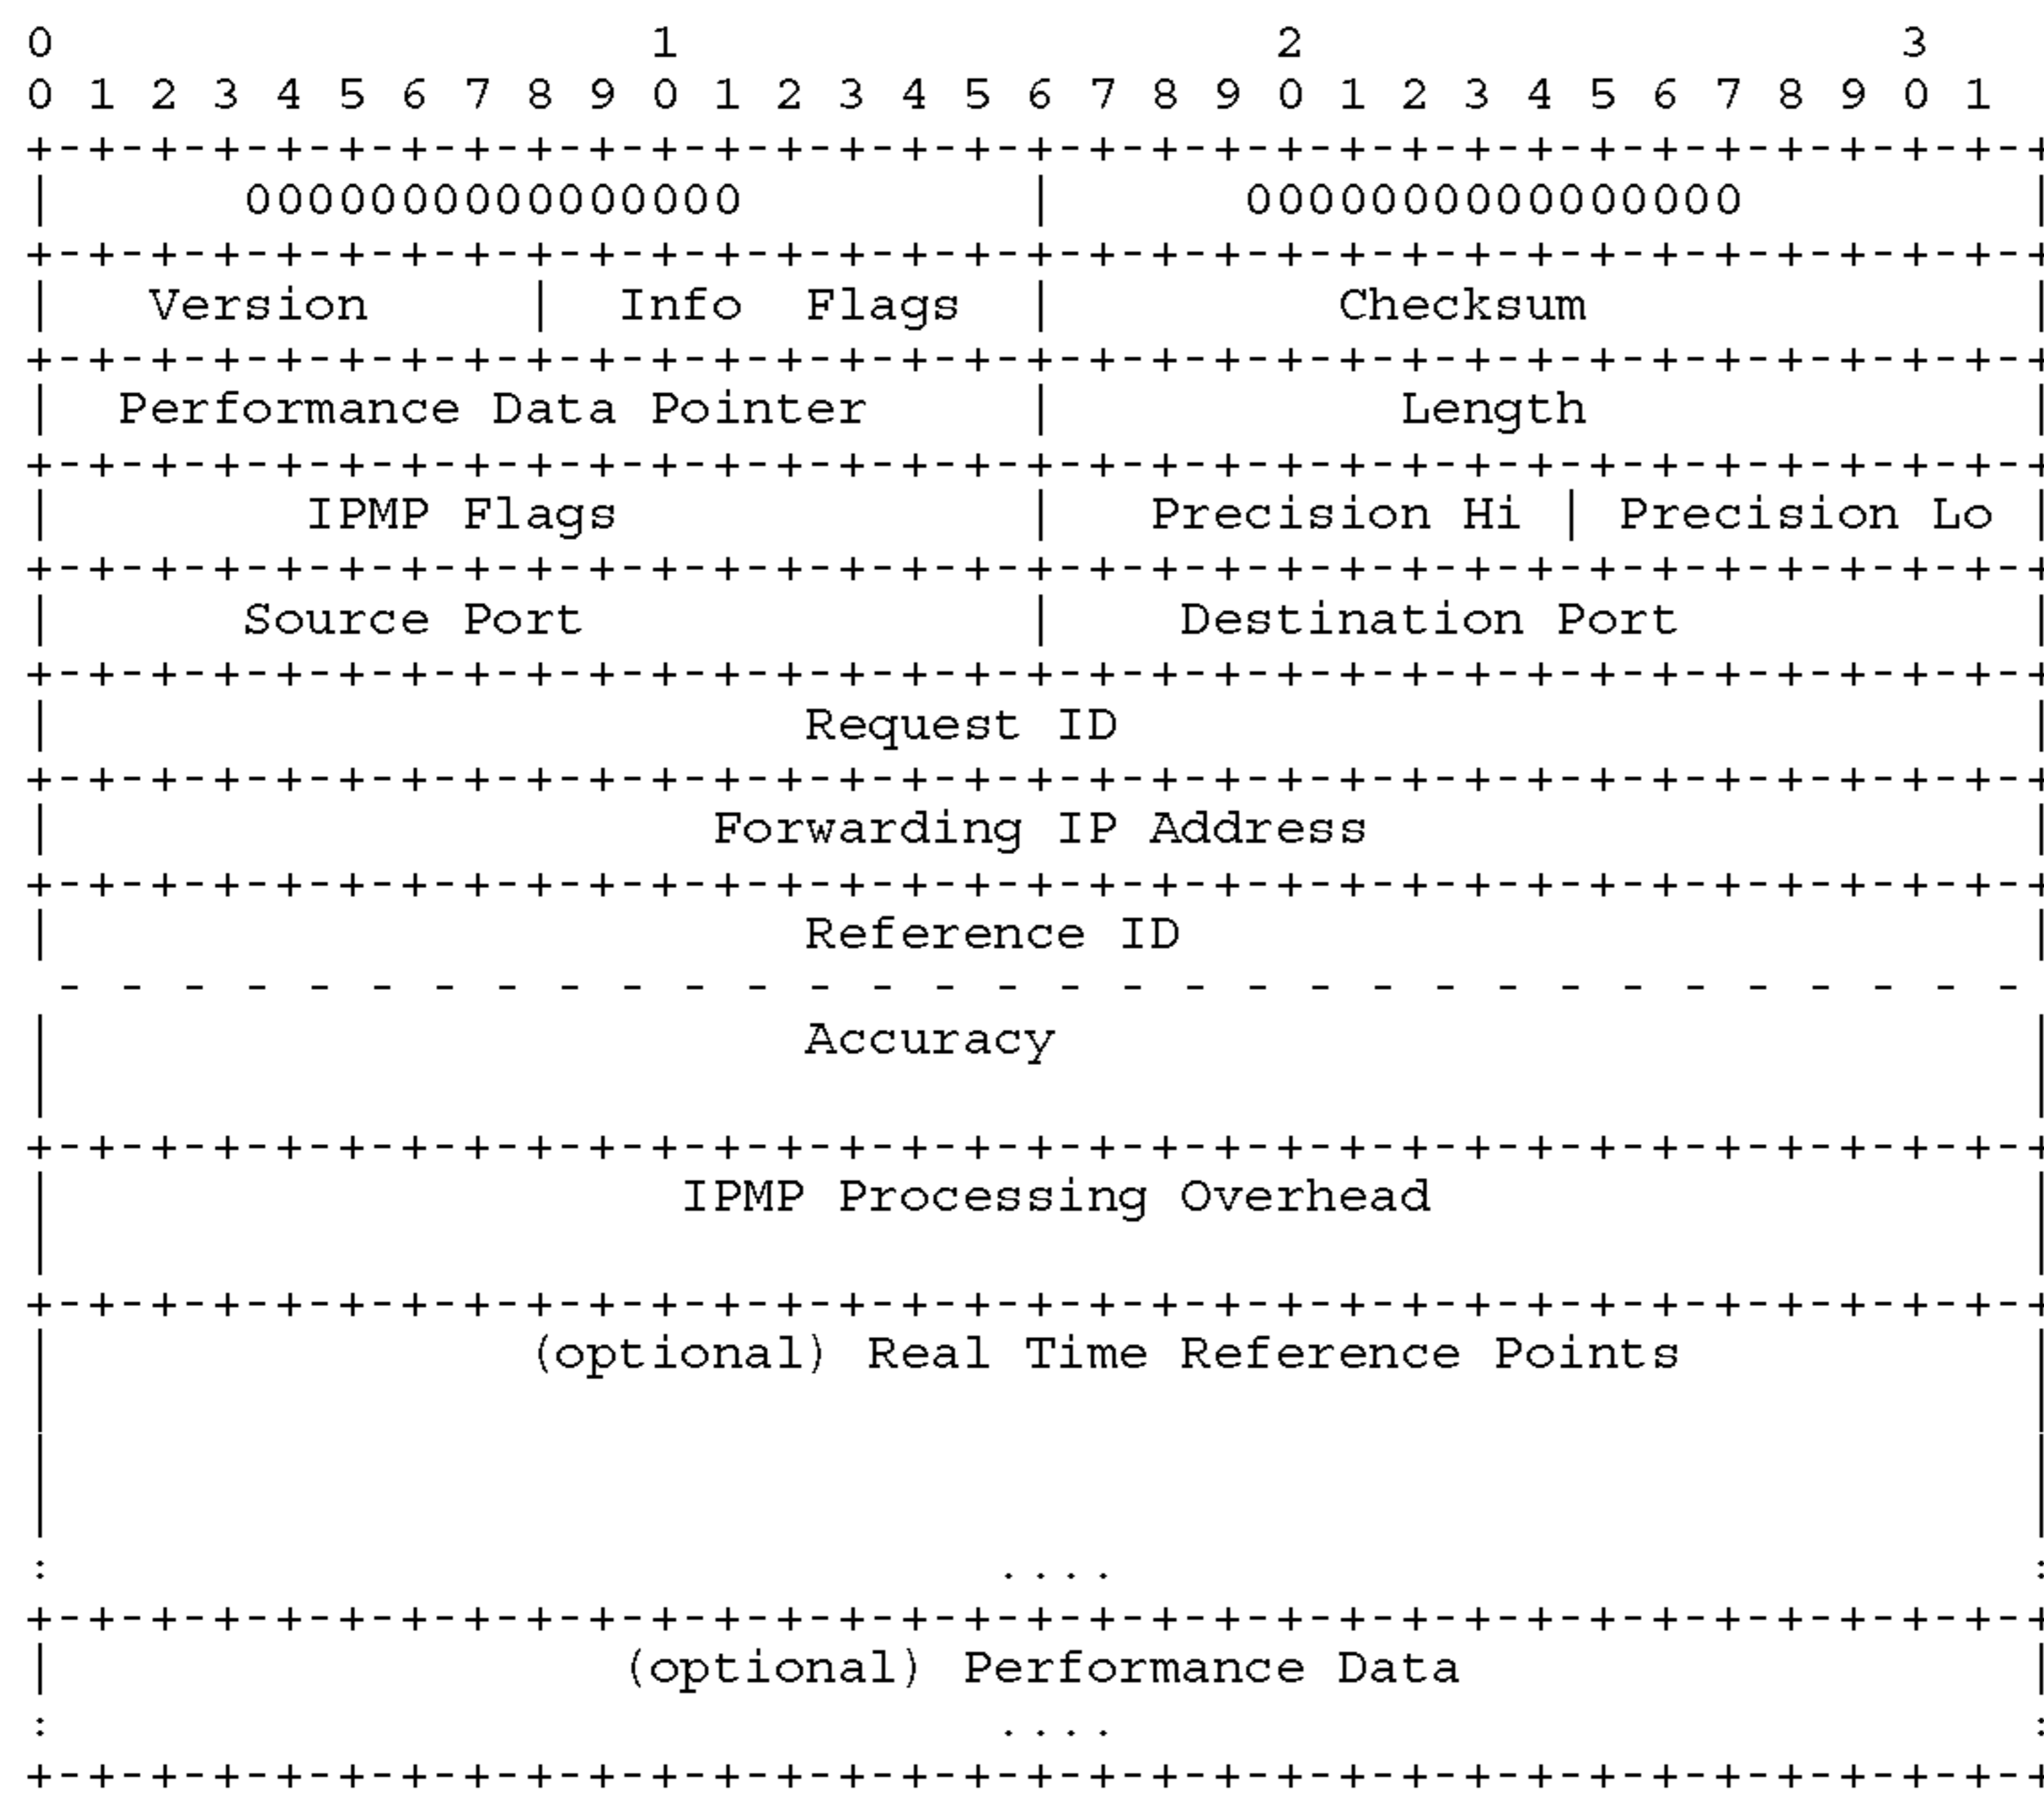 0                   1                   2                   3
0 1 2 3 4 5 6 7 8 9 0 1 2 3 4 5 6 7 8 9 0 1 2 3 4 5 6 7 8 9 0 1
+-+-+-+-+-+-+-+-+-+-+-+-+-+-+-+-+-+-+-+-+-+-+-+-+-+-+-+-+-+-+-+-+
|      0000000000000000         |      0000000000000000         |
+-+-+-+-+-+-+-+-+-+-+-+-+-+-+-+-+-+-+-+-+-+-+-+-+-+-+-+-+-+-+-+-+
|   Version     |  Info  Flags  |         Checksum              |
+-+-+-+-+-+-+-+-+-+-+-+-+-+-+-+-+-+-+-+-+-+-+-+-+-+-+-+-+-+-+-+-+
|  Performance Data Pointer     |           Length              |
+-+-+-+-+-+-+-+-+-+-+-+-+-+-+-+-+-+-+-+-+-+-+-+-+-+-+-+-+-+-+-+-+
|        IPMP Flags             |   Precision Hi | Precision Lo |
+-+-+-+-+-+-+-+-+-+-+-+-+-+-+-+-+-+-+-+-+-+-+-+-+-+-+-+-+-+-+-+-+
|      Source Port              |    Destination Port           |
+-+-+-+-+-+-+-+-+-+-+-+-+-+-+-+-+-+-+-+-+-+-+-+-+-+-+-+-+-+-+-+-+
|                        Request ID                             |
+-+-+-+-+-+-+-+-+-+-+-+-+-+-+-+-+-+-+-+-+-+-+-+-+-+-+-+-+-+-+-+-+
|                     Forwarding IP Address                     |
+-+-+-+-+-+-+-+-+-+-+-+-+-+-+-+-+-+-+-+-+-+-+-+-+-+-+-+-+-+-+-+-+
|                        Reference ID                           |
 - - - - - - - - - - - - - - - - - - - - - - - - - - - - - - - -
|                        Accuracy                               |
|                                                               |
+-+-+-+-+-+-+-+-+-+-+-+-+-+-+-+-+-+-+-+-+-+-+-+-+-+-+-+-+-+-+-+-+
|                    IPMP Processing Overhead                   |
|                                                               |
+-+-+-+-+-+-+-+-+-+-+-+-+-+-+-+-+-+-+-+-+-+-+-+-+-+-+-+-+-+-+-+-+
|               (optional) Real Time Reference Points           |
|                                                               |
|                                                               |
|                                                               |
:                              ....                             :
+-+-+-+-+-+-+-+-+-+-+-+-+-+-+-+-+-+-+-+-+-+-+-+-+-+-+-+-+-+-+-+-+
|                  (optional) Performance Data                  |
:                              ....                             :
+-+-+-+-+-+-+-+-+-+-+-+-+-+-+-+-+-+-+-+-+-+-+-+-+-+-+-+-+-+-+-+-+